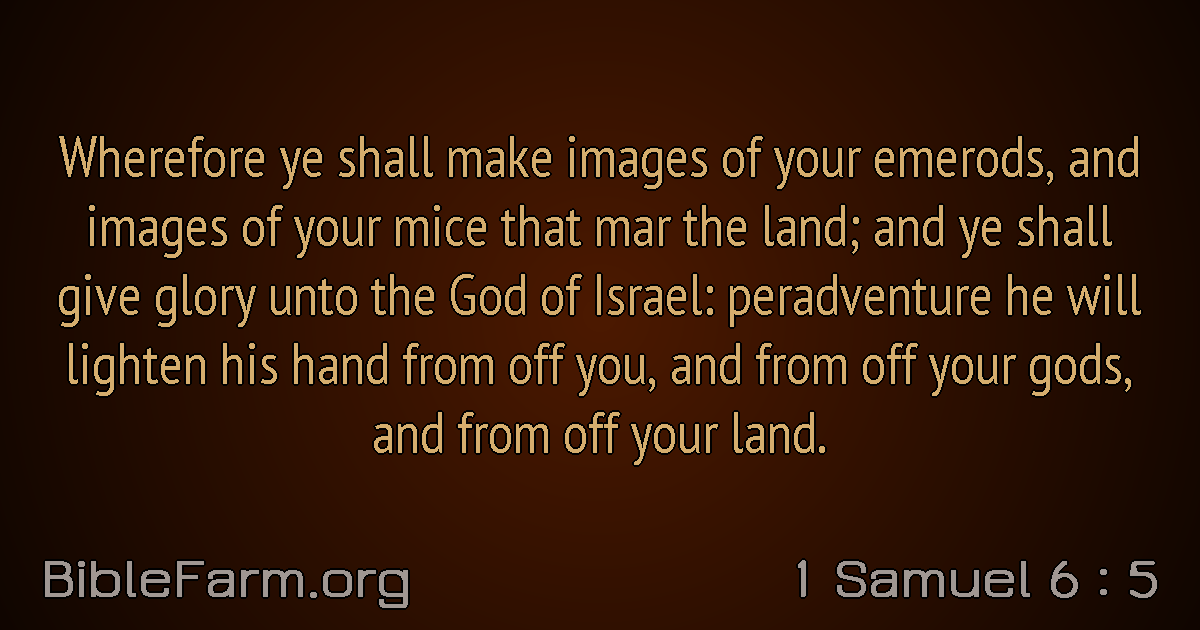 Wherefore ye shall make images of your emerods, and
images of your mice that mar the land; and ye shall
give glory unto the God of Israel: peradventure he will
lighten his hand from off you, and from off your gods,
and from off your land.
BibleFarm.org
1 Samuel 6 : 5